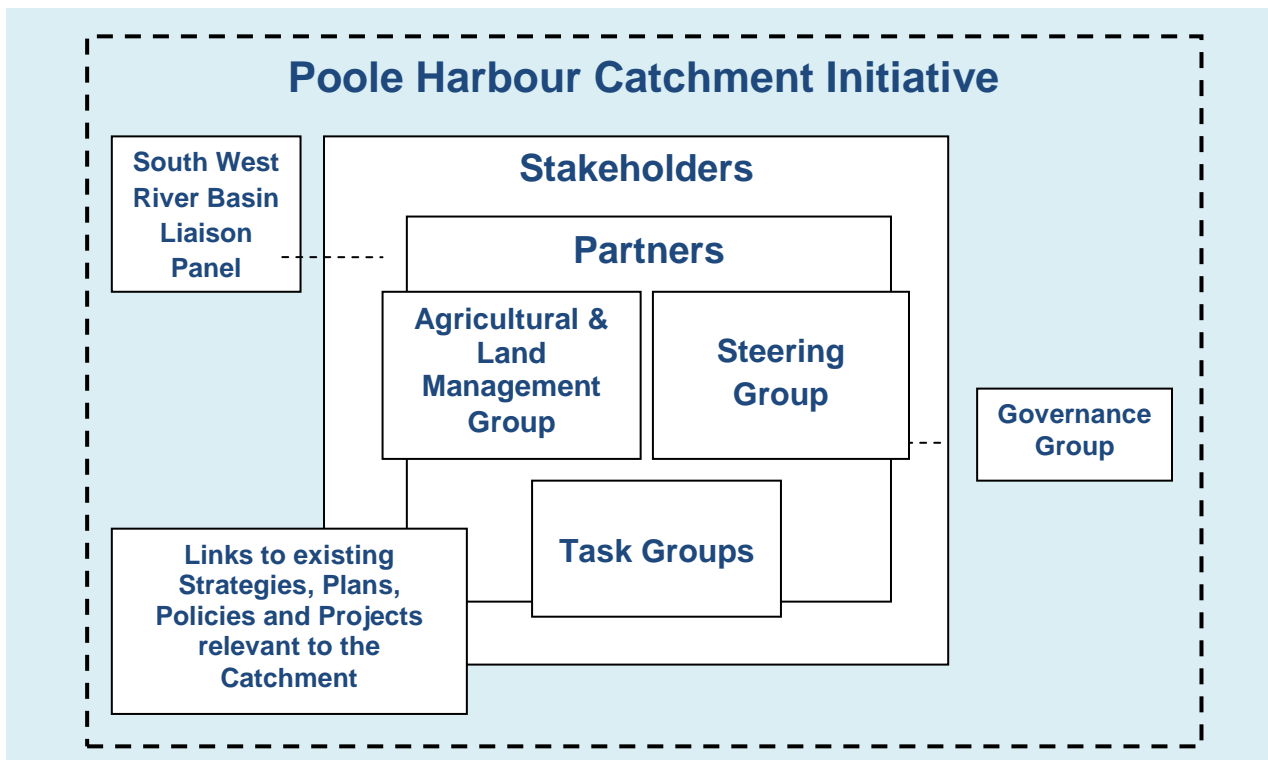 Poole Harbour Catchment Initiative
South West
River Basin
Liaison
Panel
Stakeholders
Partners
Agricultural &
Land
Management
Group
Steering
Group
Governance
Group
Task Groups
Links to existing
Strategies, Plans,
Policies and Projects
relevant to the
Catchment